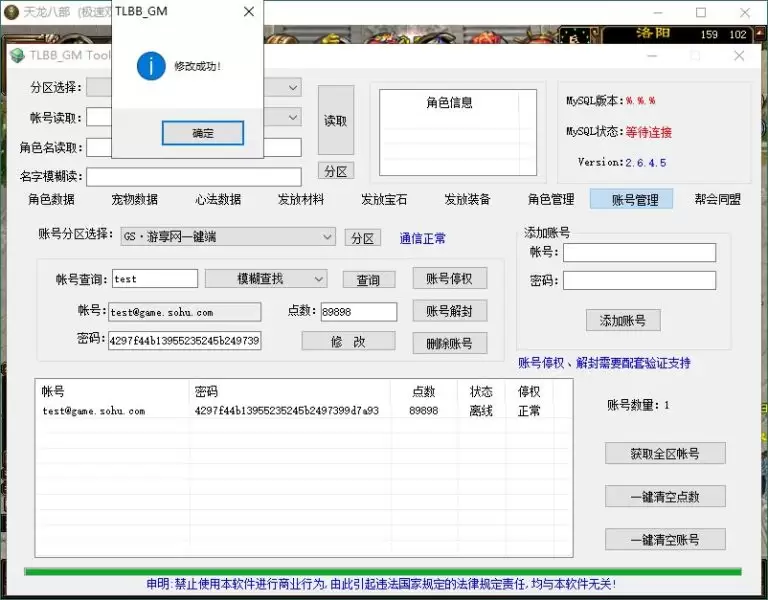 天龙八部 (极速
TLBB_GM
洛阳 159 102
TLBB_GM Tool
修改成功!
确定
分区选择:
帐号读取:
角色名读取:
名字模糊读:
读取
分区
角色信息
MySQL版本:%.%.%
MySQL状态:等待连接
Version:2.6.4.5
角色数据 宠物数据 心法数据 发放材料 发放宝石 发放装备 角色管理 账号管理 帮会同盟
账号分区选择: GS·游享网一键端 分区 通信正常
帐号查询: test 模糊查找 查询 账号停权
帐号: test@game.sohu.com 点数: 89898 账号解封
密码: 4297f44b13955235245b249739 修 改 删除账号
添加账号
帐号:
密码:
添加账号
账号停权、解封需要配套验证支持
帐号 密码 点数 状态 停权
test@game.sohu.com 4297f44b13955235245b2497399d7a93 89898 离线 正常
账号数量: 1
获取全区帐号
一键清空点数
一键清空账号
申明:禁止使用本软件进行商业行为,由此引起违法国家规定的法律规定责任,均与本软件无关!